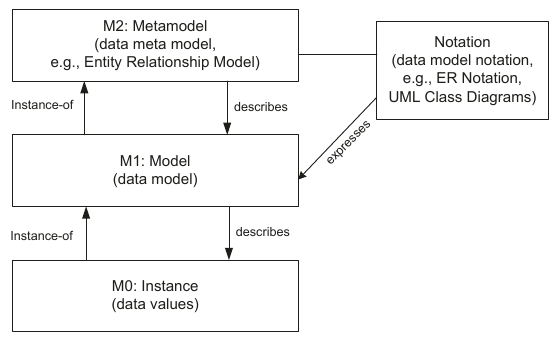 M2: Metamodel
(data meta model,
e.g., Entity Relationship Model)
Notation
(data model notation,
e.g., ER Notation,
UML Class Diagrams)
Instance-of
describes
expresses
M1: Model
(data model)
Instance-of
describes
M0: Instance
(data values)